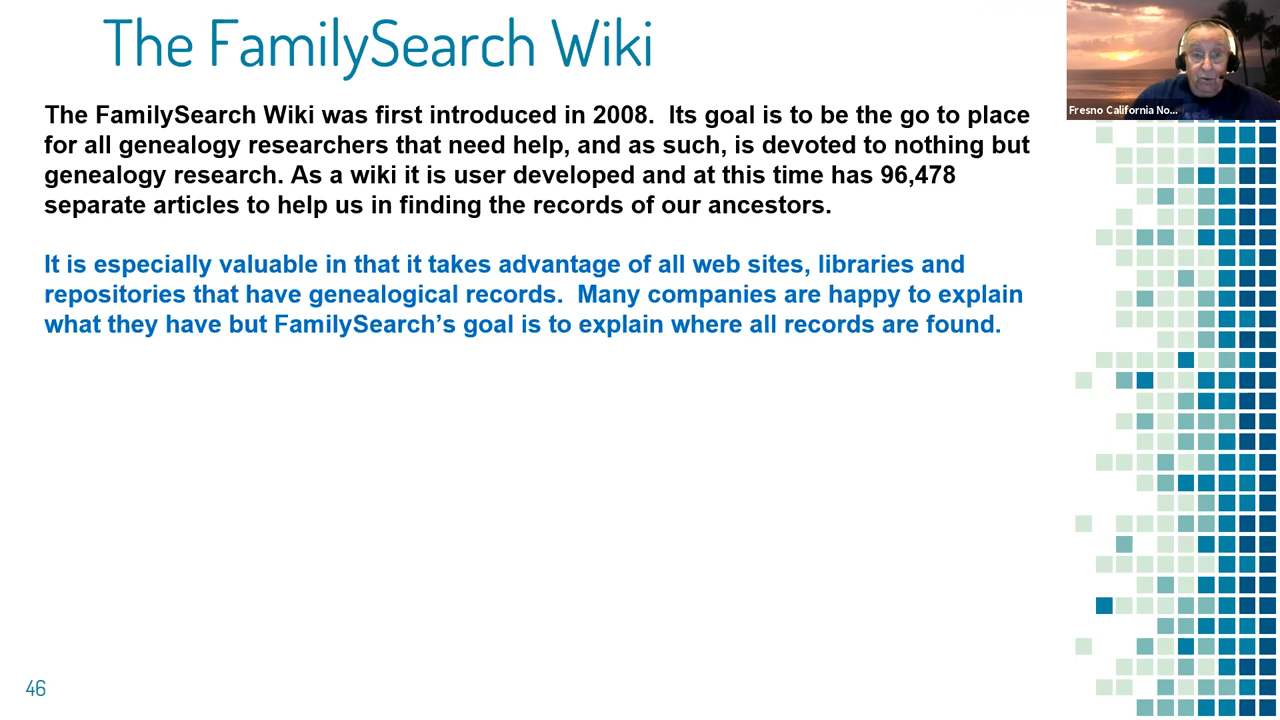 The FamilySearch Wiki
Fresno California No...
The FamilySearch Wiki was first introduced in 2008.  Its goal is to be the go to place
for all genealogy researchers that need help, and as such, is devoted to nothing but
genealogy research. As a wiki it is user developed and at this time has 96,478
separate articles to help us in finding the records of our ancestors.
It is especially valuable in that it takes advantage of all web sites, libraries and
repositories that have genealogical records.  Many companies are happy to explain
what they have but FamilySearch’s goal is to explain where all records are found.
46